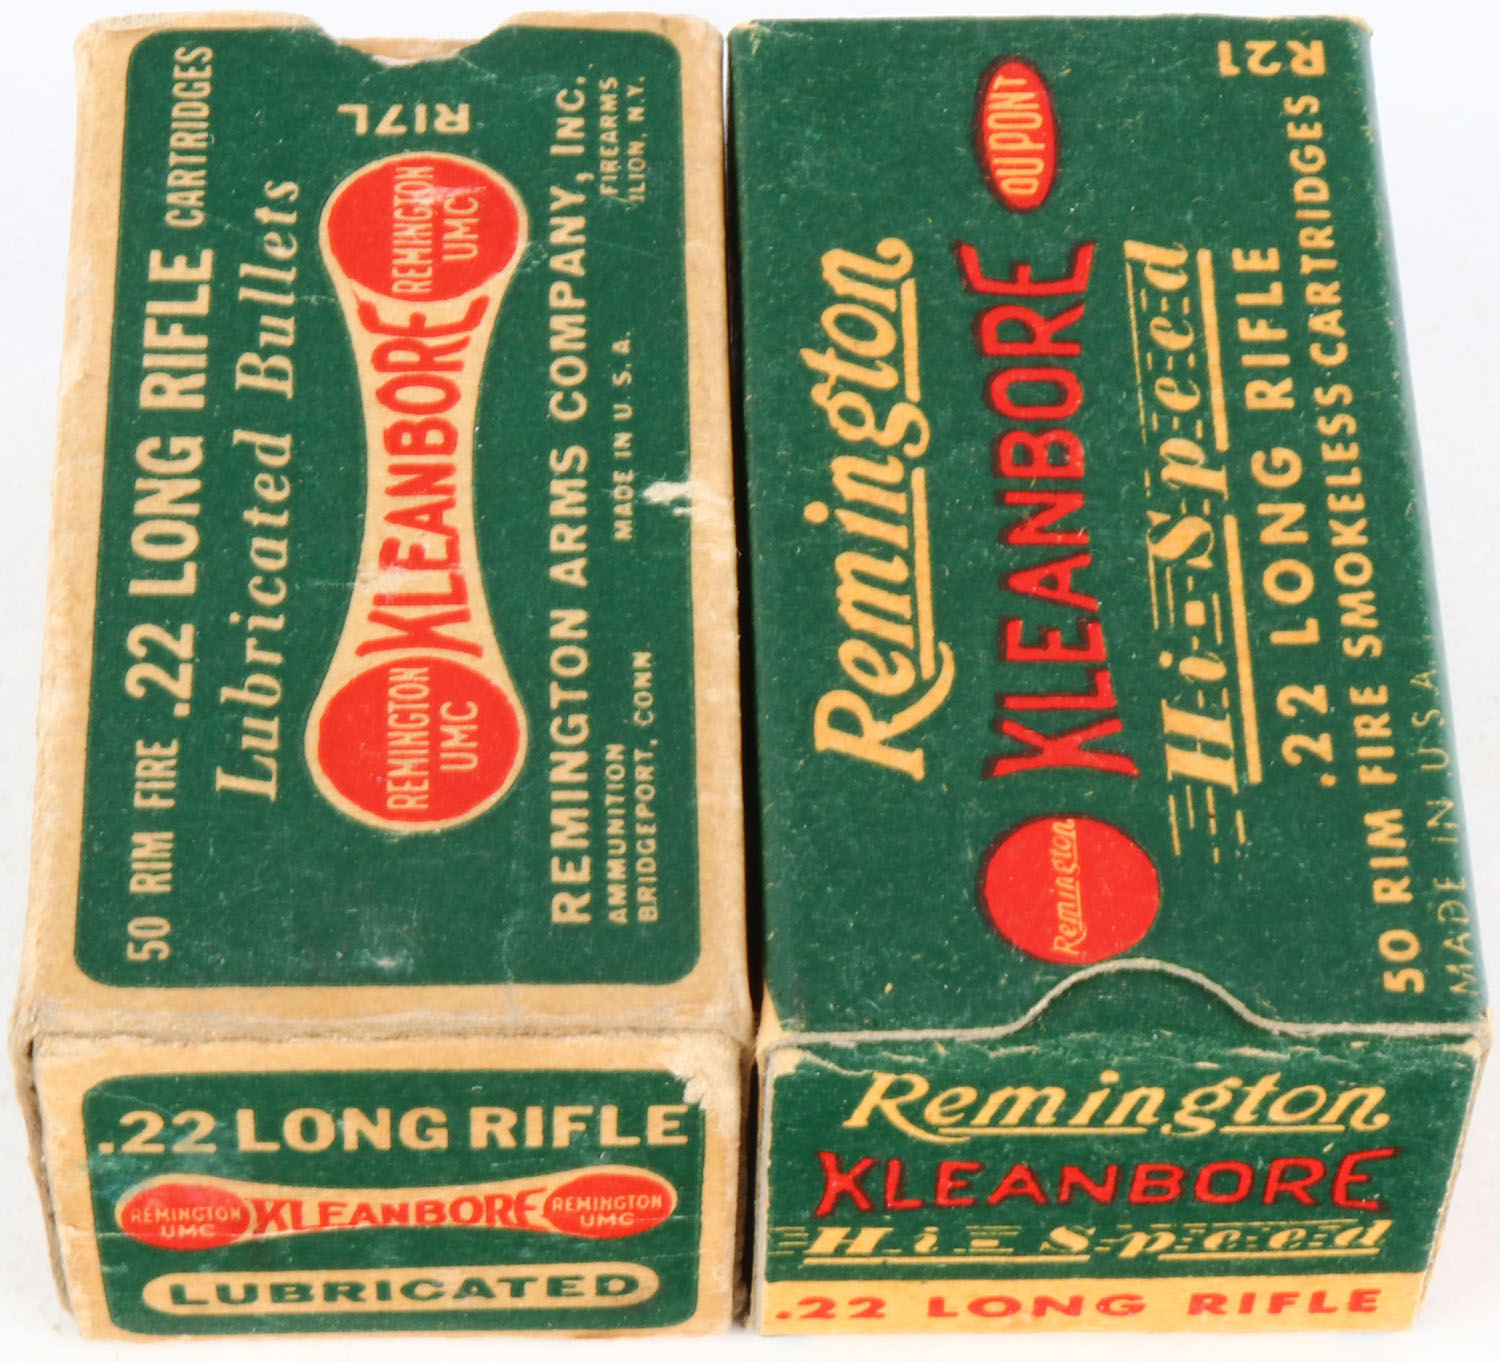 R17L
50 RIM FIRE .22 LONG RIFLE CARTRIDGES
Lubricated Bullets
REMINGTON UMC
KLEANBORE
REMINGTON UMC
REMINGTON ARMS COMPANY, INC.
AMMUNITION
BRIDGEPORT, CONN
MADE IN U.S.A.
FIREARMS
ILION, N.Y.
.22 LONG RIFLE
REMINGTON UMC
KLEANBORE
REMINGTON UMC
LUBRICATED
R21
Remington
Remington
KLEANBORE
DUPONT
Hi-Speed
.22 LONG RIFLE
50 RIM FIRE SMOKELESS CARTRIDGES
MADE IN U.S.A.
Remington
KLEANBORE
Hi-Speed
.22 LONG RIFLE